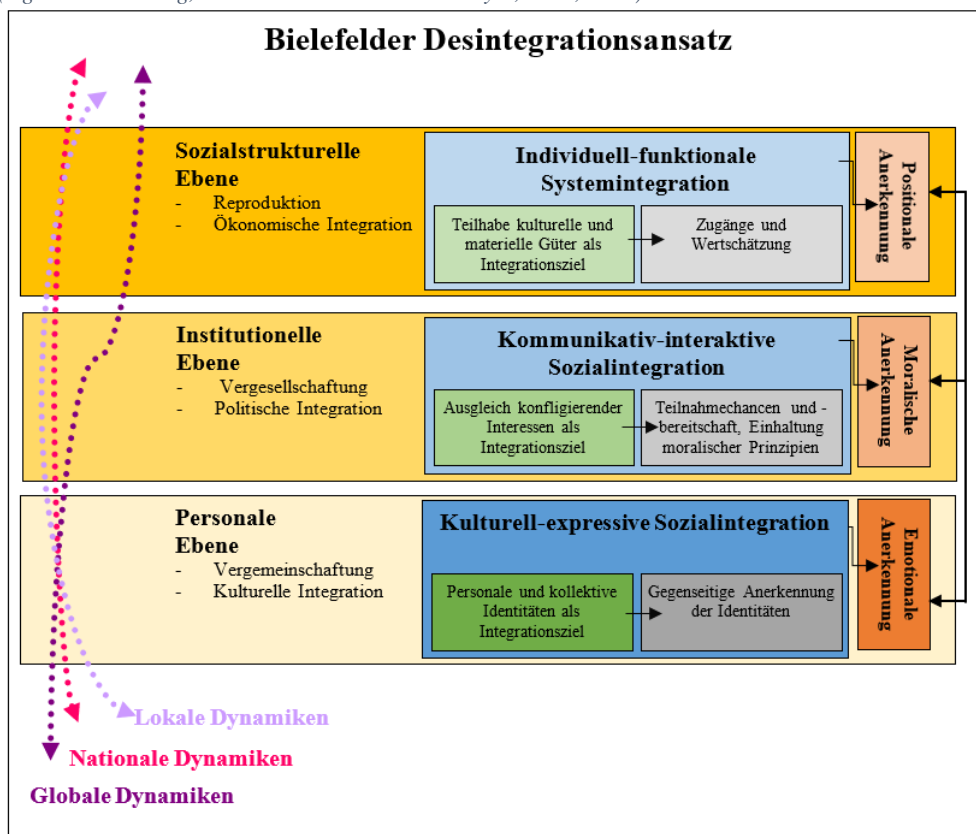 Bielefelder Desintegrationsansatz
Sozialstrukturelle
Ebene
- Reproduktion
- Ökonomische Integration
Individuell-funktionale
Systemintegration
Teilhabe kulturelle und
materielle Güter als
Integrationsziel
Zugänge und
Wertschätzung
Positionale
Anerkennung
Institutionelle
Ebene
- Vergesellschaftung
- Politische Integration
Kommunikativ-interaktive
Sozialintegration
Ausgleich konfligierender
Interessen als
Integrationsziel
Teilnahmechancen und -
bereitschaft, Einhaltung
moralischer Prinzipien
Moralische
Anerkennung
Personale
Ebene
- Vergemeinschaftung
- Kulturelle Integration
Kulturell-expressive Sozialintegration
Personale und kollektive
Identitäten als
Integrationsziel
Gegenseitige Anerkennung
der Identitäten
Emotionale
Anerkennung
Lokale Dynamiken
Nationale Dynamiken
Globale Dynamiken